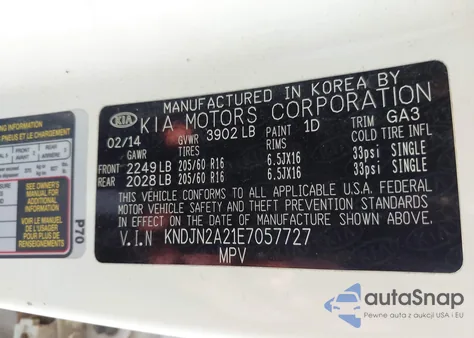 MANUFACTURED IN KOREA BY
KIA KIA MOTORS CORPORATION
02/14 GVWR 3902 LB PAINT 1D TRIM GA3
GAWR TIRES RIMS COLD TIRE INFL
FRONT 2249 LB 205/60 R16 6.5JX16 33psi SINGLE
REAR 2028 LB 205/60 R16 6.5JX16 33psi SINGLE
THIS VEHICLE CONFORMS TO ALL APPLICABLE U.S.A. FEDERAL
MOTOR VEHICLE SAFETY AND THEFT PREVENTION STANDARDS
IN EFFECT ON THE DATE OF MANUFACTURE SHOWN ABOVE.
V.I.N KNDJN2A21E7057727
MPV
P70
INFORMATION
SEE OWNER'S
MANUAL FOR
ADDITIONAL
INFORMATION
VOIR LE MANUEL
DE L'USAGER
POUR PLUS DE
RENSEIGNEMENTS
autoSnap
Pewne auta z aukcji USA i EU